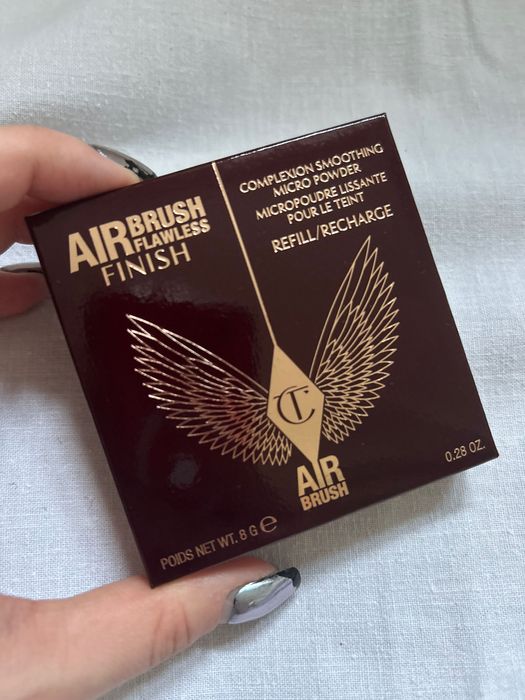 AIRBRUSH
FLAWLESS
FINISH
COMPLEXION SMOOTHING
MICRO POWDER
MICROPOUDRE LISSANTE
POUR LE TEINT
REFILL/RECHARGE
CT
AIR
BRUSH
POIDS NET WT. 8 G e
0.28 OZ.